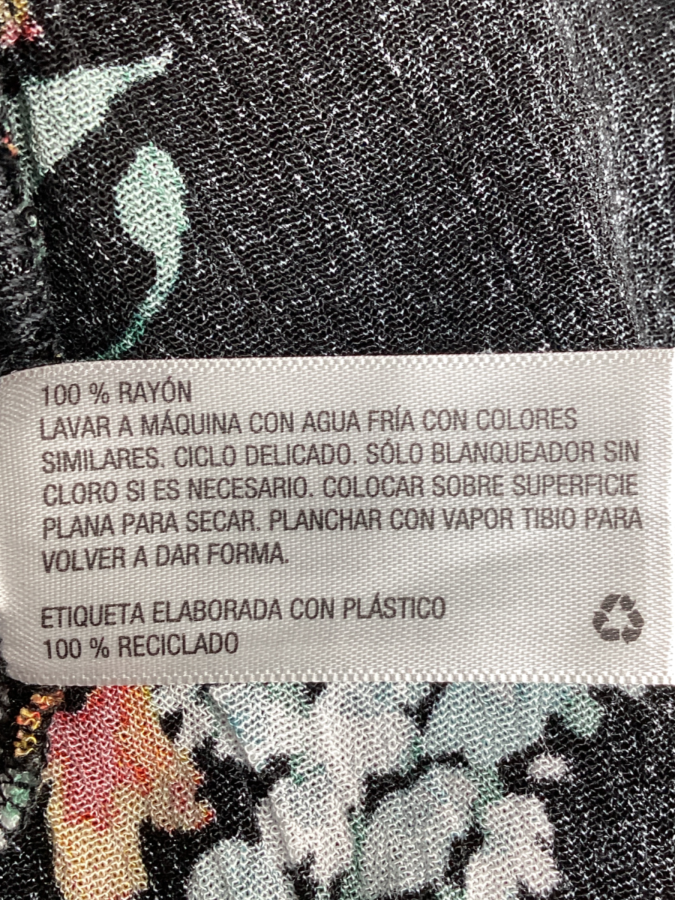 100 % RAYÓN
LAVAR A MÁQUINA CON AGUA FRÍA CON COLORES
SIMILARES. CICLO DELICADO. SÓLO BLANQUEADOR SIN
CLORO SI ES NECESARIO. COLOCAR SOBRE SUPERFICIE
PLANA PARA SECAR. PLANCHAR CON VAPOR TIBIO PARA
VOLVER A DAR FORMA.
ETIQUETA ELABORADA CON PLÁSTICO
100 % RECICLADO